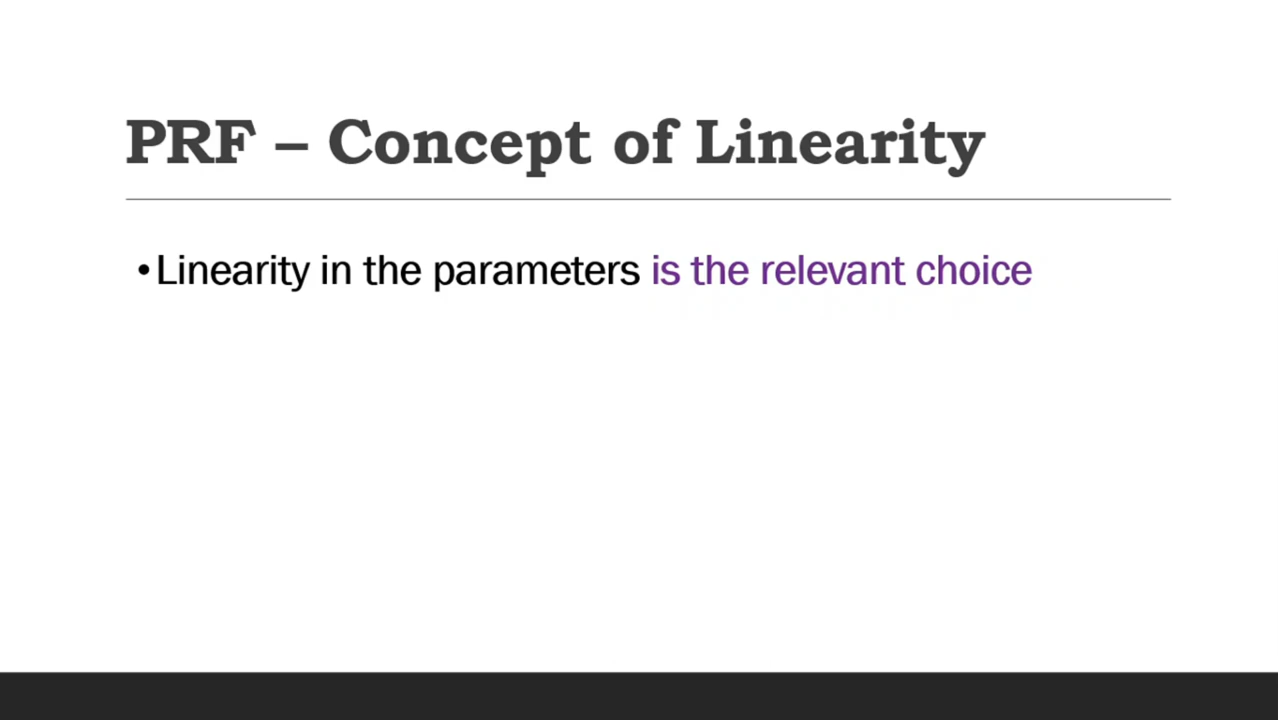 PRF – Concept of Linearity
•Linearity in the parameters is the relevant choice